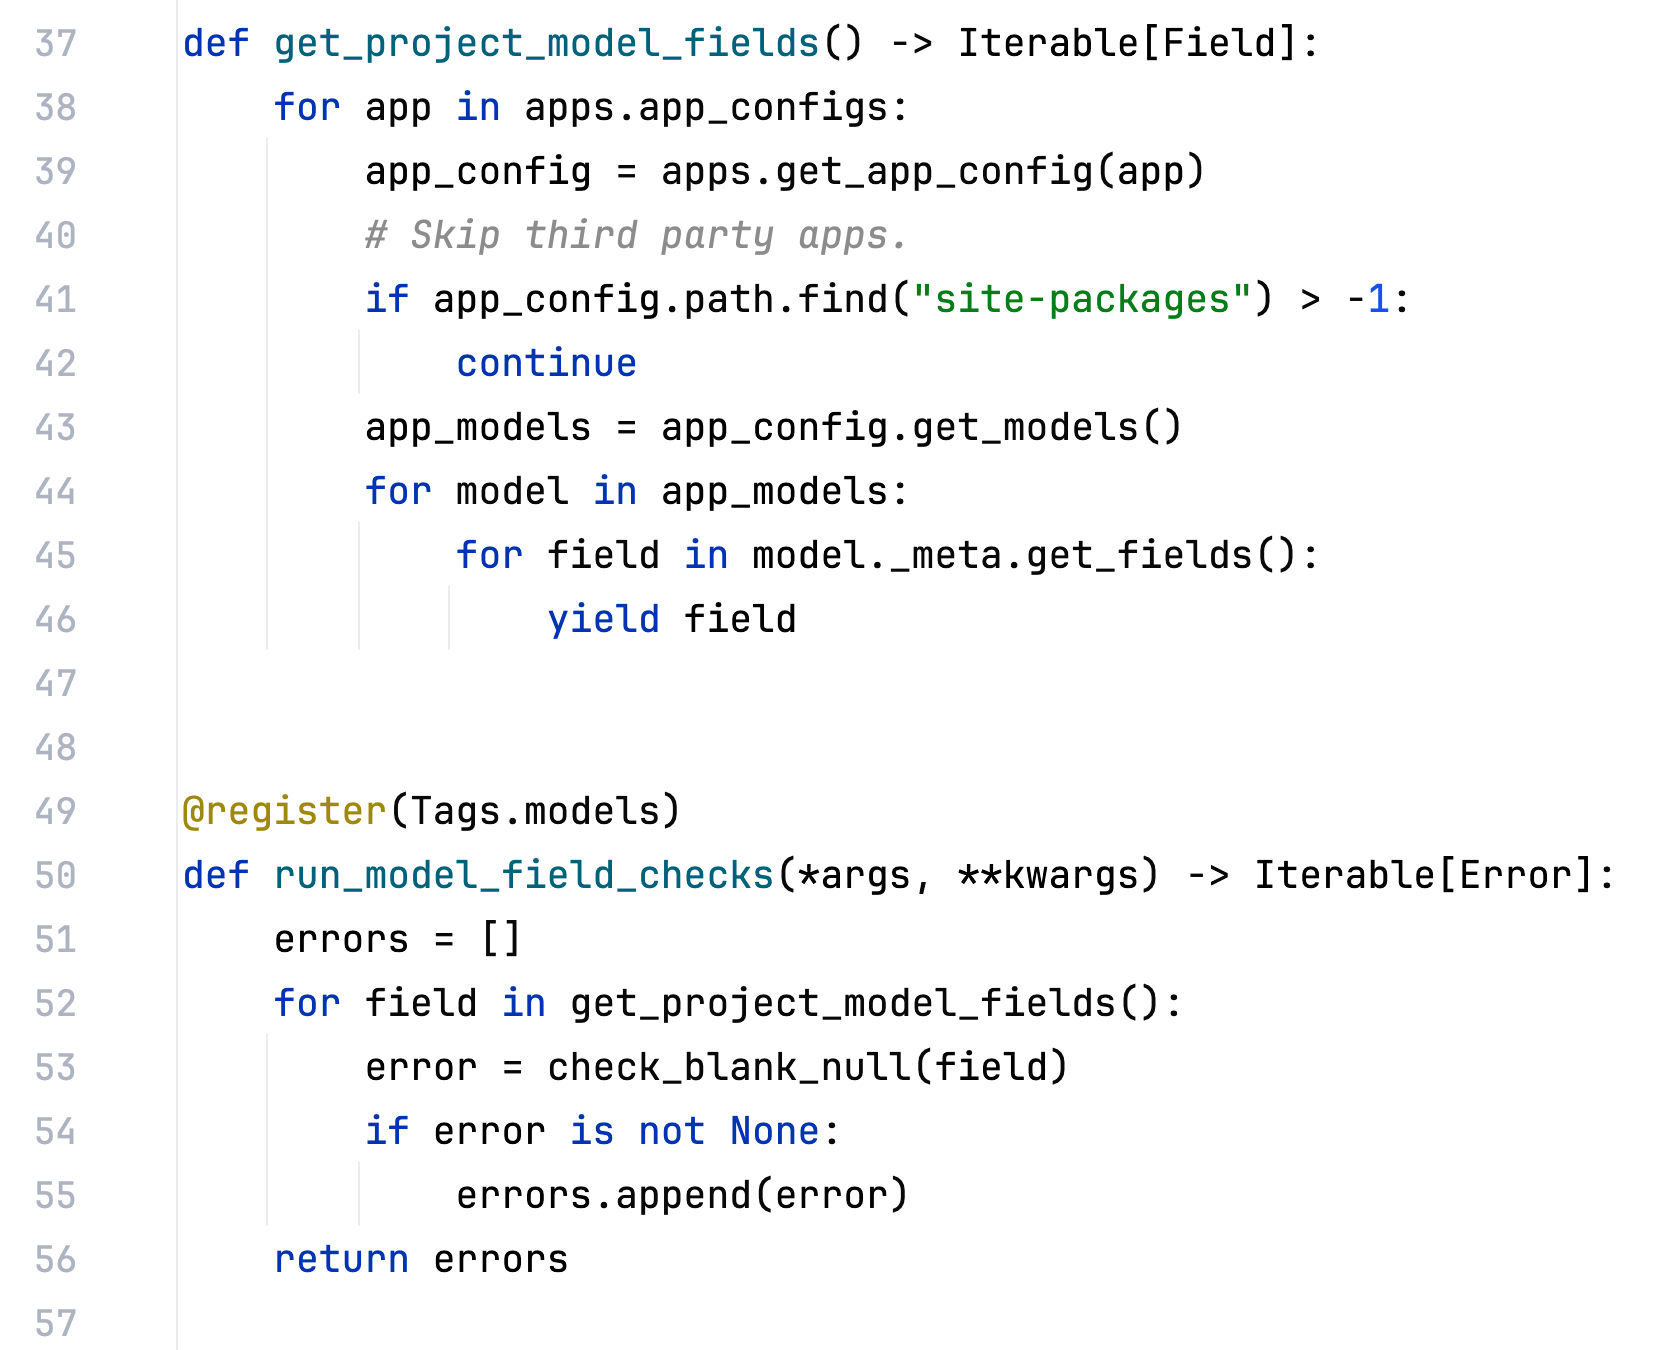 37 def get_project_model_fields() -> Iterable[Field]:
38     for app in apps.app_configs:
39         app_config = apps.get_app_config(app)
40         # Skip third party apps.
41         if app_config.path.find("site-packages") > -1:
42             continue
43         app_models = app_config.get_models()
44         for model in app_models:
45             for field in model._meta.get_fields():
46                 yield field
47
48
49 @register(Tags.models)
50 def run_model_field_checks(*args, **kwargs) -> Iterable[Error]:
51     errors = []
52     for field in get_project_model_fields():
53         error = check_blank_null(field)
54         if error is not None:
55             errors.append(error)
56     return errors
57